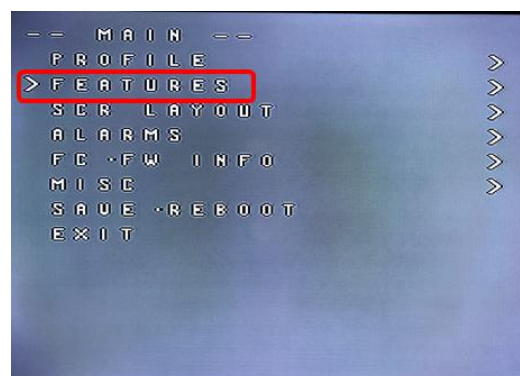 -- MAIN --
PROFILE >
> FEATURES >
SCR LAYOUT >
ALARMS >
FC+FW INFO >
MISC >
SAVE+REBOOT
EXIT